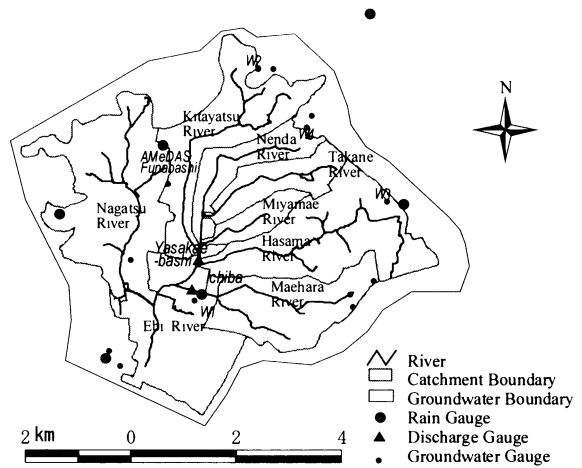 N
W2
Kitayatsu
River
W4
Nenda
River
Takane
River
AMeDAS
Funabashi
W3
Nagatsu
River
Miyamae
River
Yasakae
-bashi
Hasama
River
chiba
Maehara
River
W1
Ebi River
River
Catchment Boundary
Groundwater Boundary
Rain Gauge
Discharge Gauge
Groundwater Gauge
2 km 0 2 4